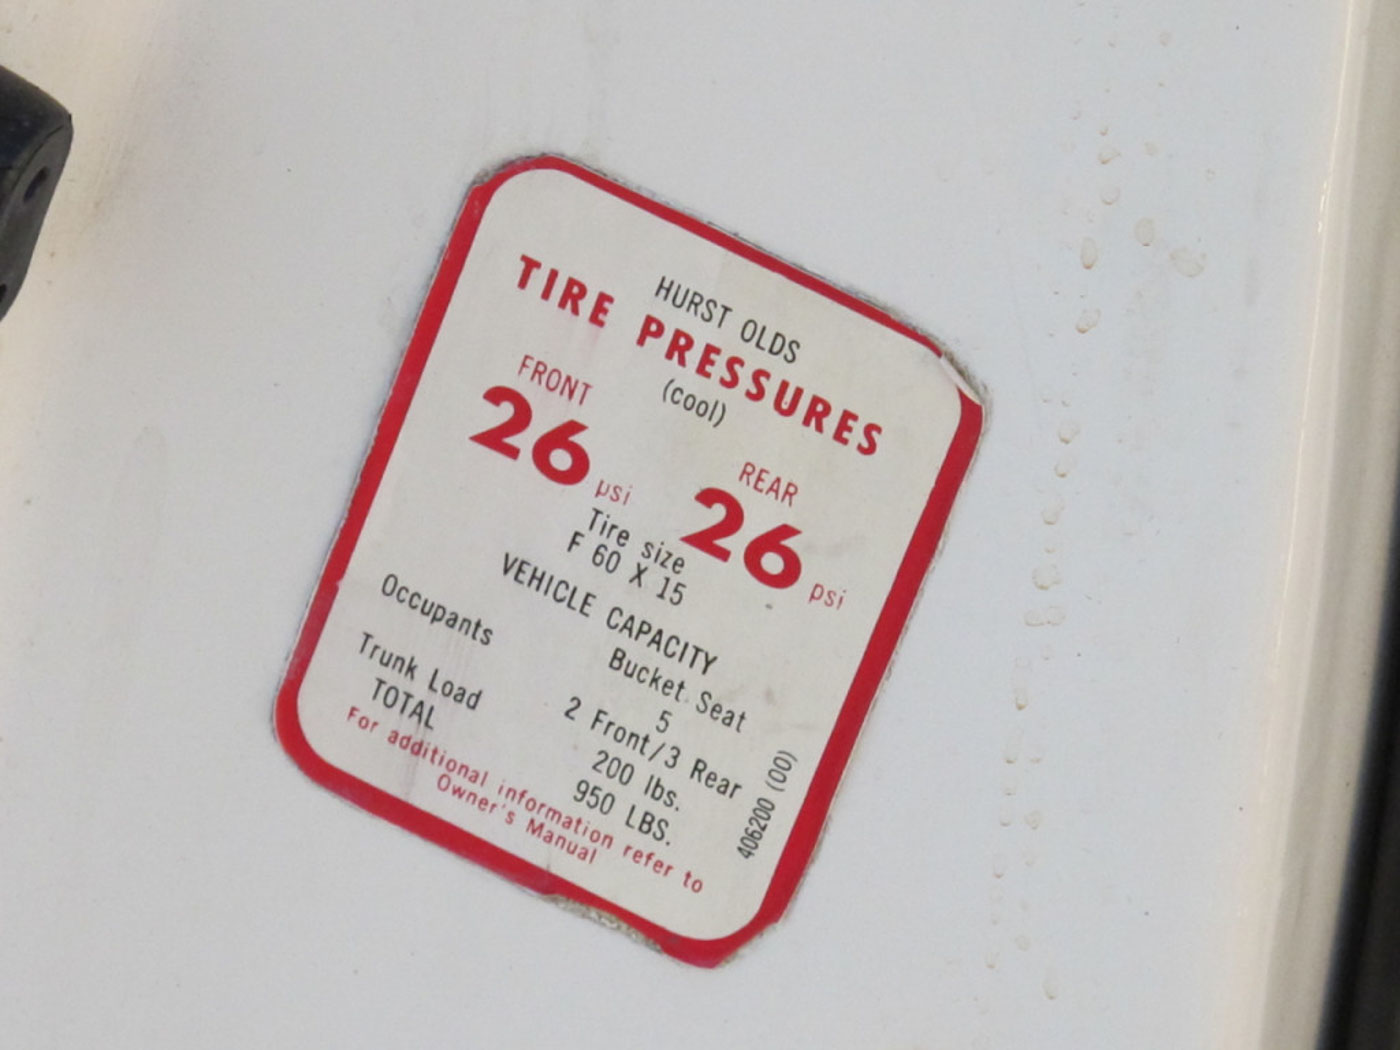 HURST OLDS
TIRE PRESSURES
(cool)
FRONT REAR
26 psi 26 psi
Tire size
F 60 X 15
VEHICLE CAPACITY
Bucket Seat
Occupants 5
2 Front/3 Rear
Trunk Load 200 lbs.
TOTAL 950 LBS.
For additional information refer to
Owner's Manual
406200 (00)